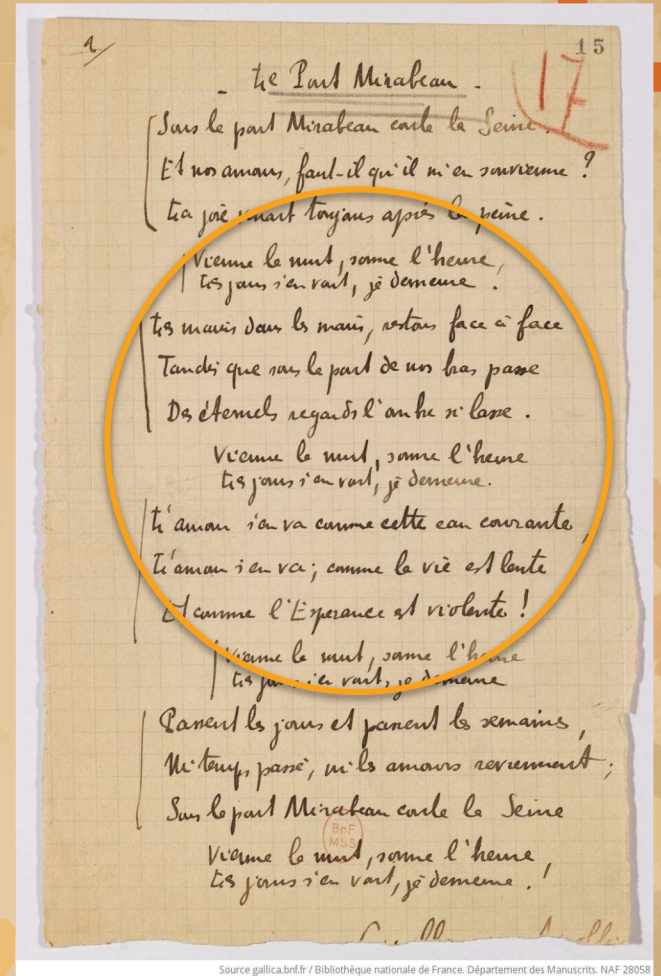 2/
15
17
Le Pont Mirabeau.
Sous le pont Mirabeau coule la Seine.
Et nos amours, faut-il qu'il m'en souvienne ?
La joie venait toujours après la peine.
Vienne la nuit, sonne l'heure,
Les jours s'en vont, je demeure.
Les mains dans les mains, restons face à face
Tandis que sous le pont de nos bras passe
Des éternels regards l'onde si lasse.
Vienne la nuit, sonne l'heure
Les jours s'en vont, je demeure.
L'amour s'en va comme cette eau courante,
L'amour s'en va ; comme la vie est lente
Et comme l'Espérance est violente !
Vienne la nuit, sonne l'heure
Les jours s'en vont, je demeure
Passent les jours et passent les semaines,
Ni temps passé, ni les amours reviennent ;
Sous le pont Mirabeau coule la Seine
BnF
MSS
Vienne la nuit, sonne l'heure,
Les jours s'en vont, je demeure !
Source gallica.bnf.fr / Bibliothèque nationale de France. Département des Manuscrits. NAF 28058